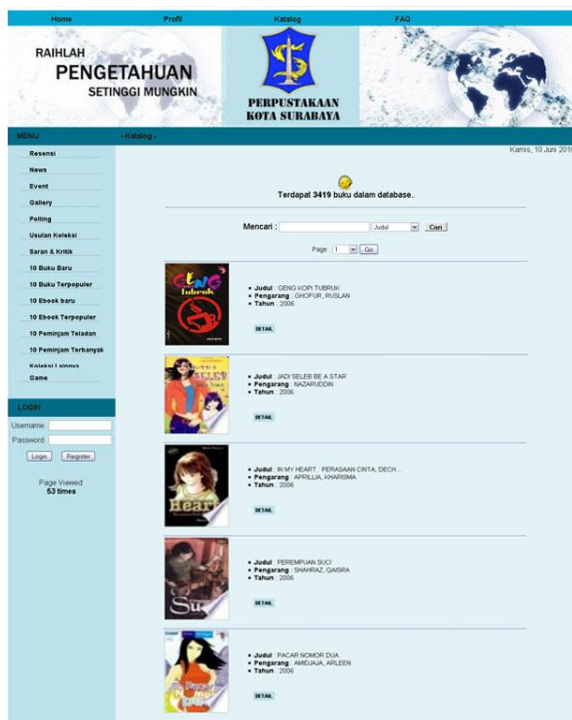 Home Profil Katalog FAQ
RAIHLAH
PENGETAHUAN
SETINGGI MUNGKIN
PERPUSTAKAAN
KOTA SURABAYA
MENU - Katalog -
Kamis, 10 Juni 2010
Resensi
News
Event
Gallery
Polling
Usulan Koleksi
Saran & Kritik
10 Buku Baru
10 Buku Terpopuler
10 Ebook baru
10 Ebook Terpopuler
10 Peminjam Teladan
10 Peminjam Terbanyak
Koleksi Lainnya
Game
LOGIN
Username
Password
Login Register
Page Viewed
53 times
Terdapat 3419 buku dalam database.
Mencari : Judul Cari
Page : 1 Go
GENG
Tubruk
Judul : GENG KOPI TUBRUK
Pengarang : GHOFUR, RUSLAN
Tahun : 2006
DETAIL
Judul : JADI SELEB BE A STAR
Pengarang : NAZARUDDIN
Tahun : 2006
DETAIL
Heart
Judul : IN MY HEART : PERASAAN CINTA, DECH...
Pengarang : APRILLIA, KHARISMA
Tahun : 2006
DETAIL
Judul : PEREMPUAN SUCI
Pengarang : SHAHRAZ, QAISRA
Tahun : 2006
DETAIL
Judul : PACAR NOMOR DUA
Pengarang : AMIDJAJA, ARLEEN
Tahun : 2006
DETAIL